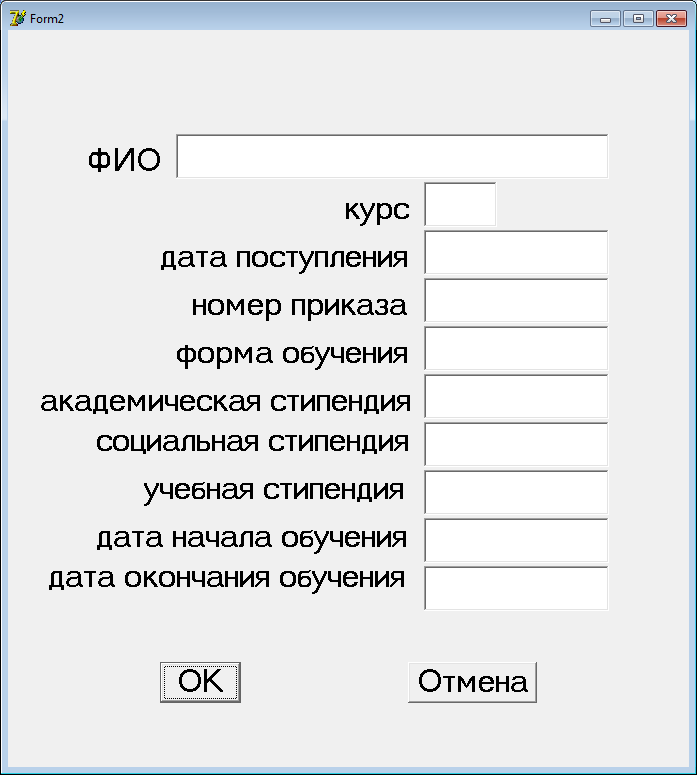 Form2
ФИО
курс
дата поступления
номер приказа
форма обучения
академическая стипендия
социальная стипендия
учебная стипендия
дата начала обучения
дата окончания обучения
OK
Отмена